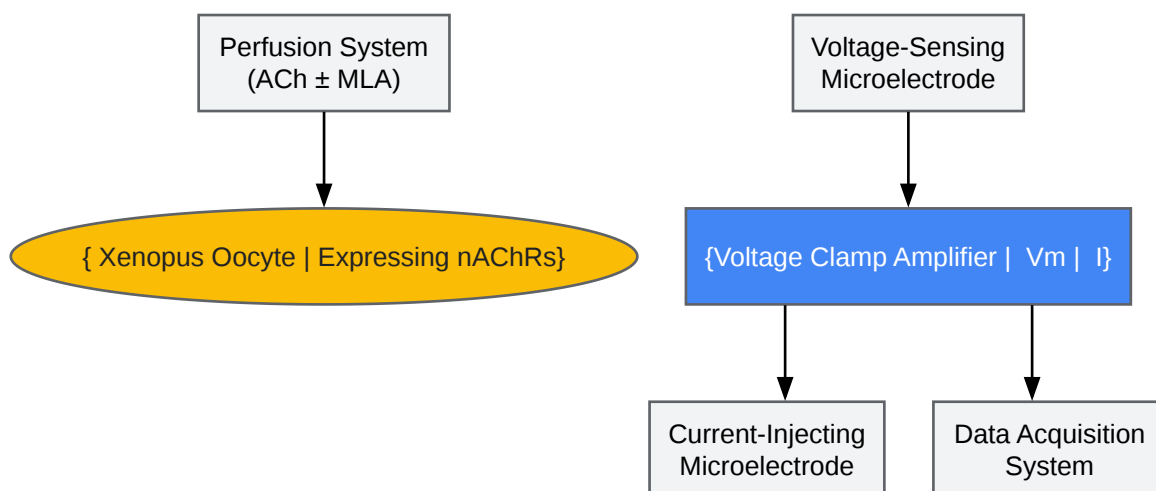 Perfusion System
(ACh ± MLA)
Voltage-Sensing
Microelectrode
{ Xenopus Oocyte | Expressing nAChRs}
{Voltage Clamp Amplifier | Vm | I}
Current-Injecting
Microelectrode
Data Acquisition
System